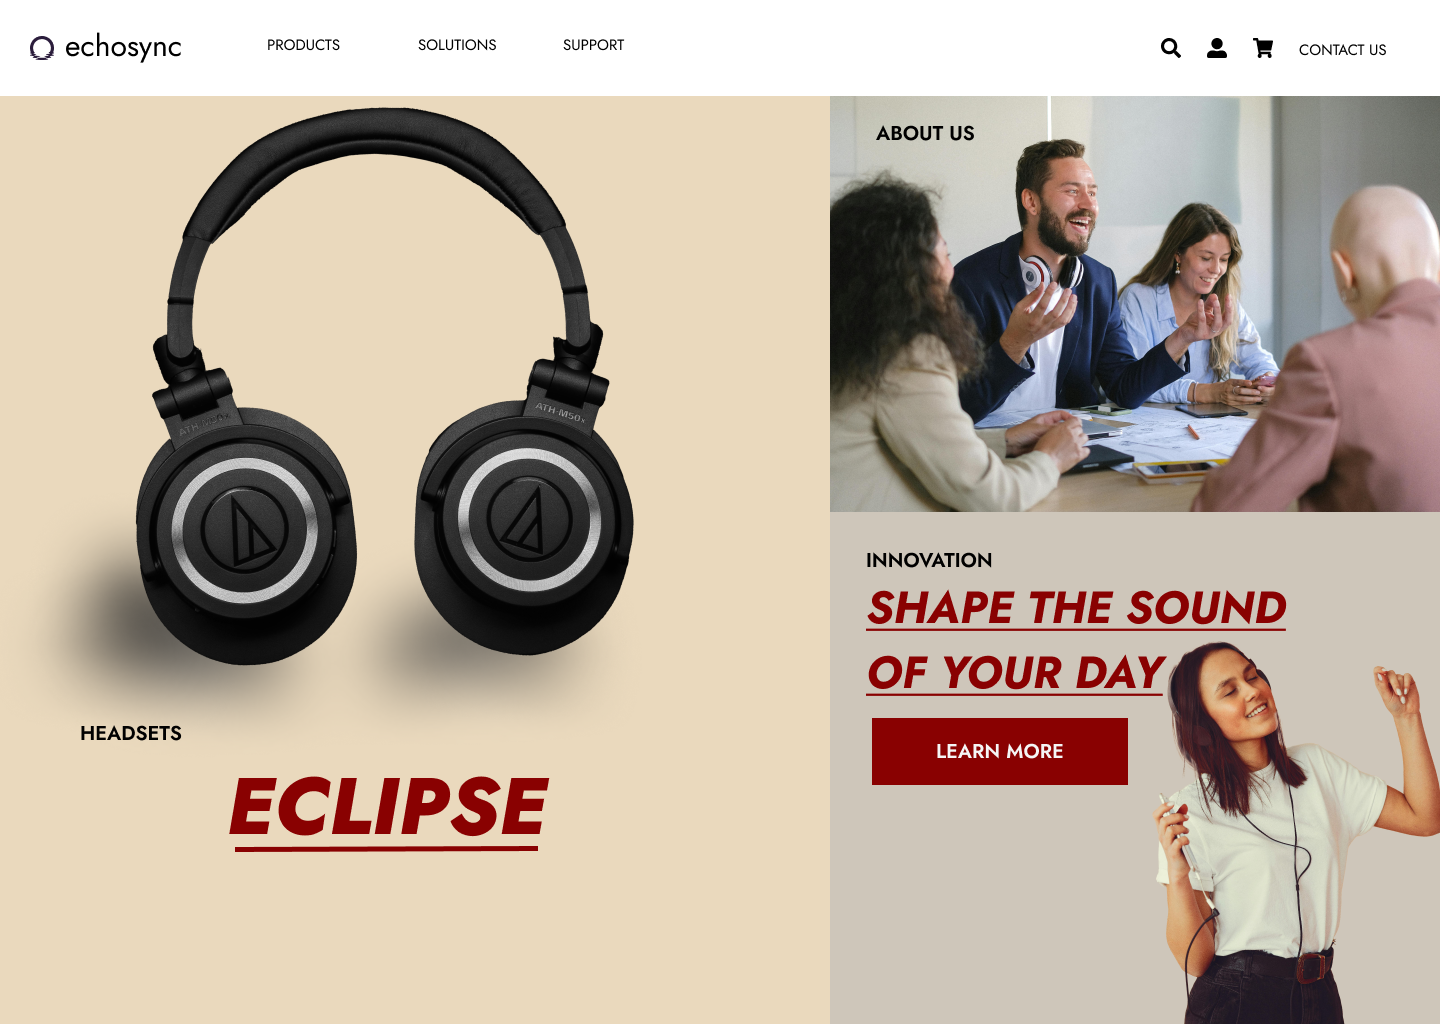 echosync
PRODUCTS
SOLUTIONS
SUPPORT
CONTACT US
ATH-M50x
ATH-M50x
HEADSETS
ECLIPSE
ABOUT US
INNOVATION
SHAPE THE SOUND
OF YOUR DAY
LEARN MORE